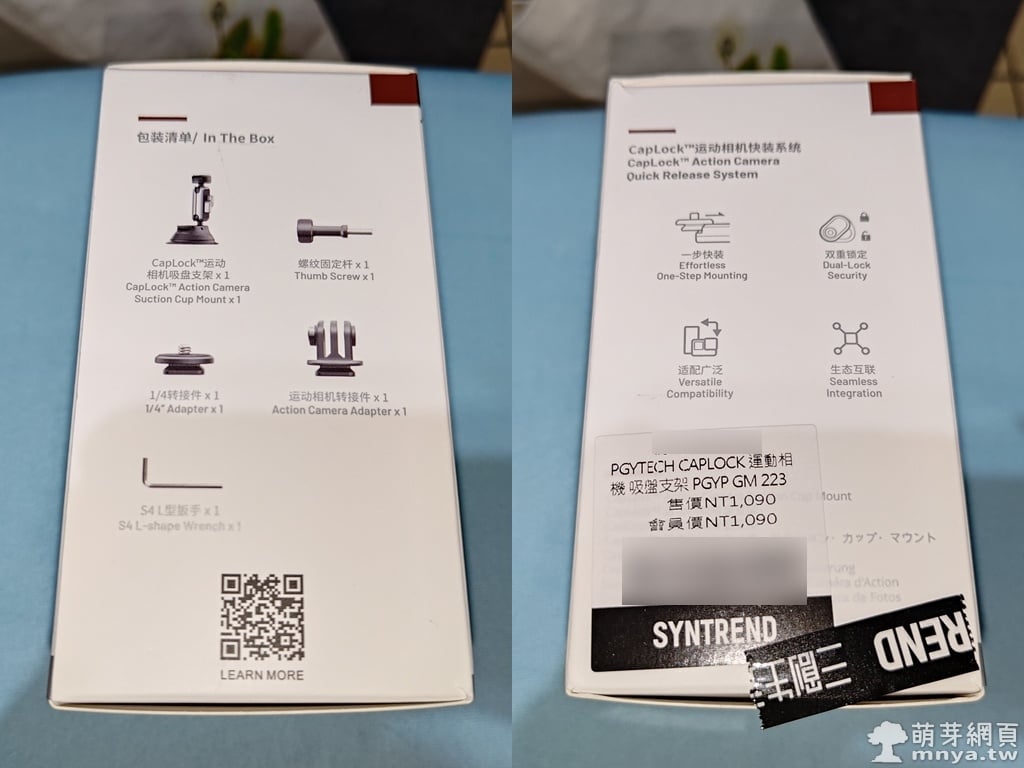 包装清单/ In The Box
CapLock™运动
相机吸盘支架 x 1
CapLock™ Action Camera
Suction Cup Mount x 1
螺纹固定杆 x 1
Thumb Screw x 1
1/4转接件 x 1
1/4" Adapter x 1
运动相机转接件 x 1
Action Camera Adapter x 1
S4 L型扳手 x 1
S4 L-shape Wrench x 1
LEARN MORE
CapLock™运动相机快装系统
CapLock™ Action Camera
Quick Release System
一步快装
Effortless
One-Step Mounting
双重锁定
Dual-Lock
Security
适配广泛
Versatile
Compatibility
生态互联
Seamless
Integration
PGYTECH CAPLOCK 運動相
機 吸盤支架 PGYP GM 223
售價NT1,090
會員價NT1,090
Mount
カップ・マウント
d'Action
de Fotos
SYNTREND
三創生
REND
萌芽網頁
mnya.tw